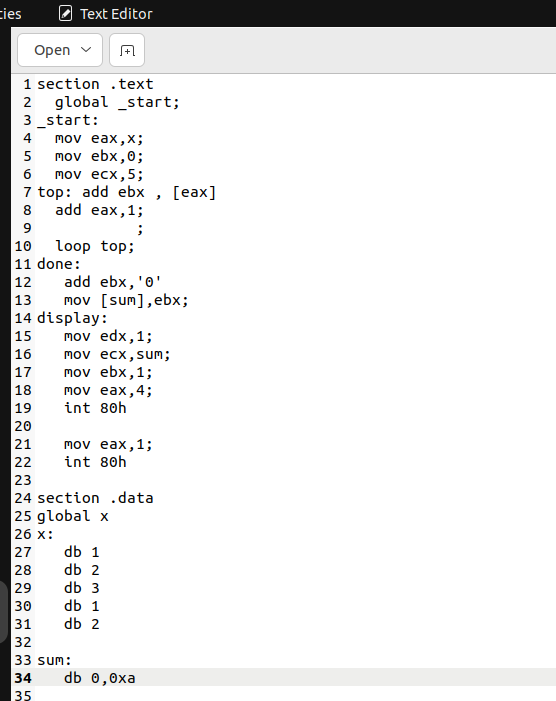 ties Text Editor
Open
1 section .text
2   global _start;
3 _start:
4   mov eax,x;
5   mov ebx,0;
6   mov ecx,5;
7 top: add ebx , [eax]
8   add eax,1;
9            ;
10   loop top;
11 done:
12    add ebx,'0'
13    mov [sum],ebx;
14 display:
15    mov edx,1;
16    mov ecx,sum;
17    mov ebx,1;
18    mov eax,4;
19    int 80h
20
21    mov eax,1;
22    int 80h
23
24 section .data
25 global x
26 x:
27    db 1
28    db 2
29    db 3
30    db 1
31    db 2
32
33 sum:
34    db 0,0xa
35